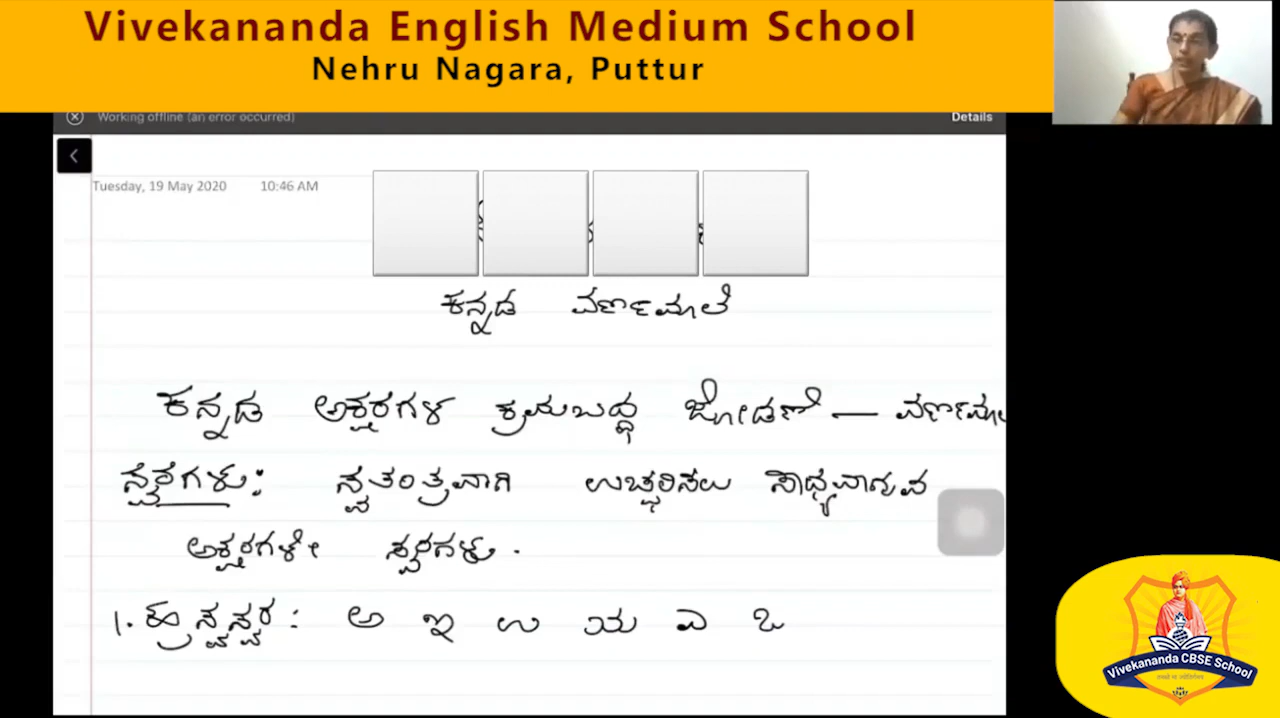 Vivekananda English Medium School
Nehru Nagara, Puttur
Working offline (an error occurred)
Details
Tuesday, 19 May 2020 10:46 AM
ಕನ್ನಡ ವರ್ಣಮಾಲೆ
ಕನ್ನಡ ಅಕ್ಷರಗಳ ಕ್ರಮಬದ್ಧ ಜೋಡಣೆ — ವರ್ಣಮಾಲ
ಸ್ವರಗಳು: ಸ್ವತಂತ್ರವಾಗಿ ಉಚ್ಛರಿಸಲು ಸಾಧ್ಯವಾಗುವ
ಅಕ್ಷರಗಳೇ ಸ್ವರಗಳು.
1. ಹ್ರಸ್ವಸ್ವರ: ಅ ಇ ಉ ಋ ಎ ಒ
Vivekananda CBSE School